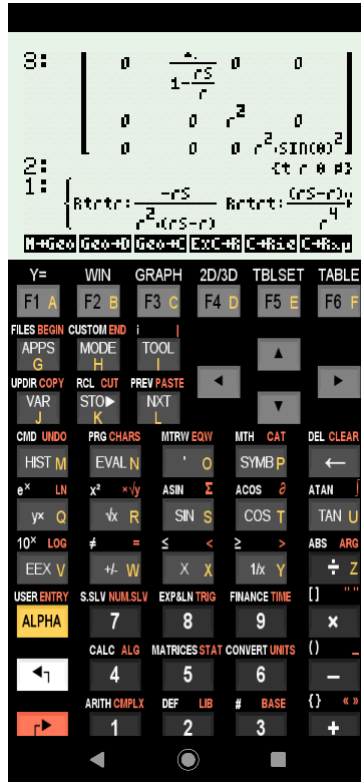 3: 0 1. 0 0
1-rS/r
0 0 r² 0
0 0 0 r²·SIN(θ)²
2: {t r θ ø}
1: {Rtrtr: -rS / r²·(rS-r) Rrtrt: (rS-r)· / r⁴
M→Geo Geo→D Geo→C ExC→R C→Rie C→Rap
Y= WIN GRAPH 2D/3D TBLSET TABLE
F1 A F2 B F3 C F4 D F5 E F6 F
FILES BEGIN CUSTOM END i |
APPS G MODE H TOOL I ▲
UPDIR COPY RCL CUT PREV PASTE ◀ ▶
VAR J STO▶ K NXT L ▼
CMD UNDO PRG CHARS MTRW EQW MTH CAT DEL CLEAR
HIST M EVAL N ' O SYMB P ←
eˣ LN x² ˣ√y ASIN Σ ACOS ∂ ATAN ∫
yˣ Q √x R SIN S COS T TAN U
10ˣ LOG ≠ = ≤ < ≥ > ABS ARG
EEX V +/- W X X 1/x Y ÷ Z
USER ENTRY S.SLV NUM.SLV EXP&LN TRIG FINANCE TIME [] ""
ALPHA 7 8 9 ×
CALC ALG MATRICES STAT CONVERT UNITS () _
4 5 6 −
ARITH CMPLX DEF LIB # BASE {} «»
1 2 3 +